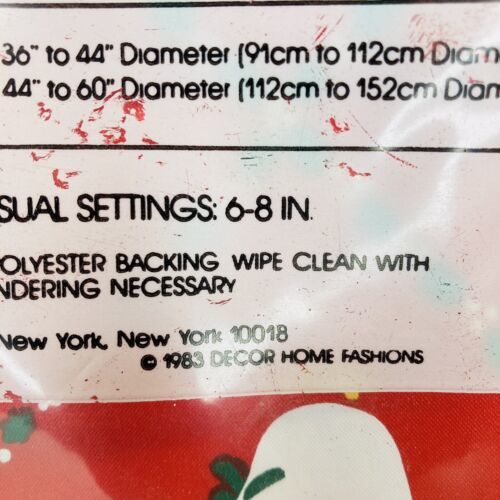 36" to 44" Diameter (91cm to 112cm Diam
44" to 60" Diameter (112cm to 152cm Diam
SUAL SETTINGS: 6-8 IN.
POLYESTER BACKING WIPE CLEAN WITH
NDERING NECESSARY
New York, New York 10018
© 1983 DECOR HOME FASHIONS